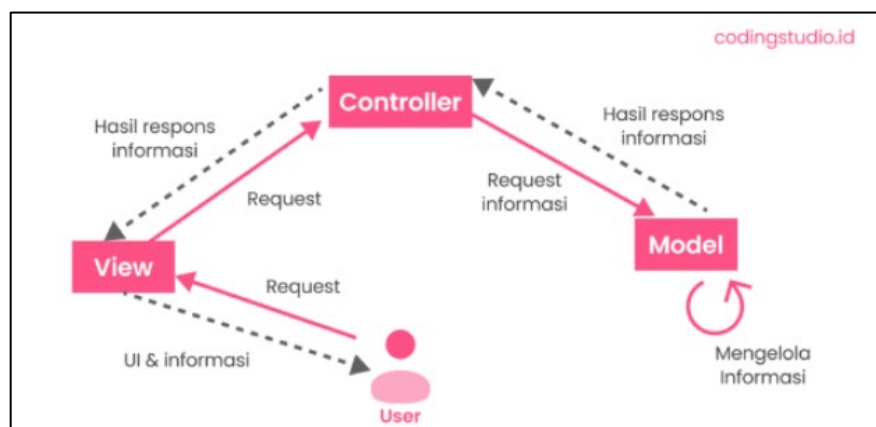 codingstudio.id
Controller
Hasil respons
informasi
Hasil respons
informasi
Request
Request
informasi
View
Model
Request
UI & informasi
Mengelola
Informasi
User